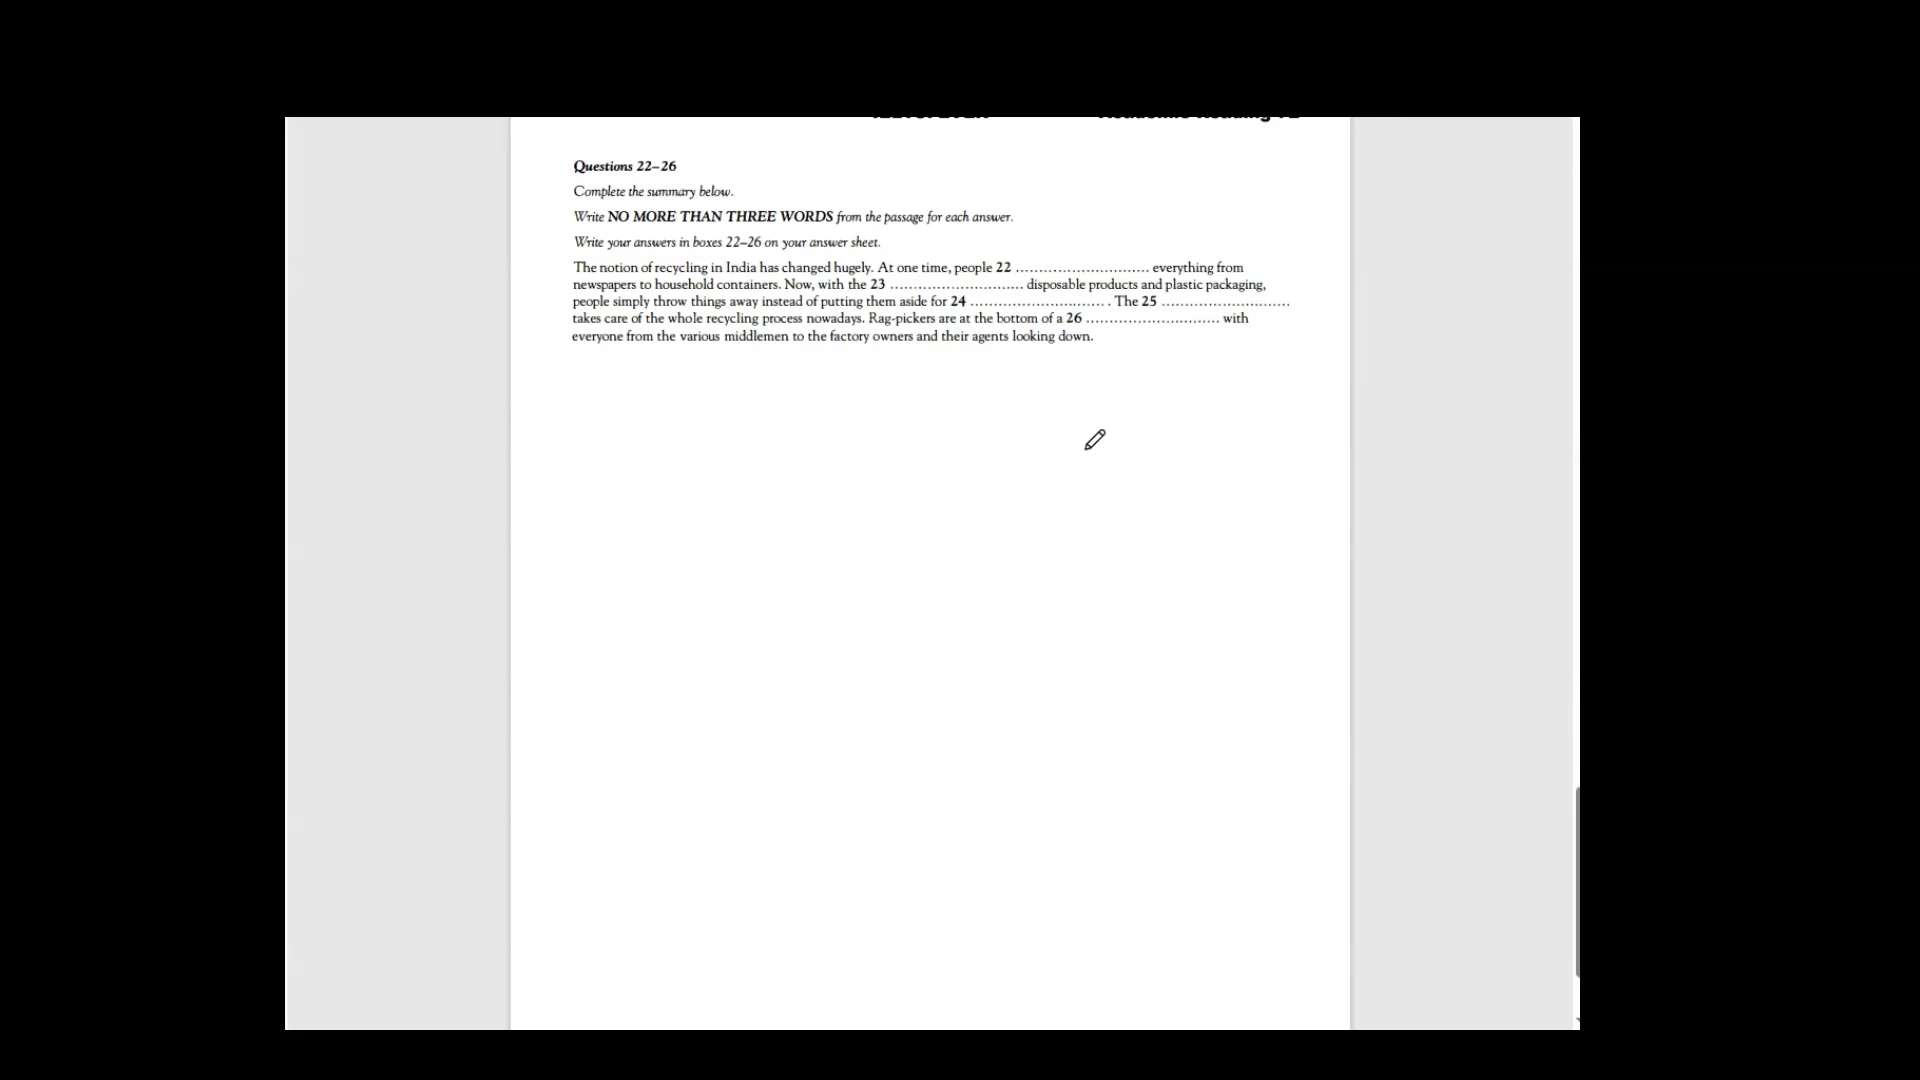 Questions 22–26
Complete the summary below.
Write NO MORE THAN THREE WORDS from the passage for each answer.
Write your answers in boxes 22–26 on your answer sheet.
The notion of recycling in India has changed hugely. At one time, people 22 ............................. everything from
newspapers to household containers. Now, with the 23 ............................. disposable products and plastic packaging,
people simply throw things away instead of putting them aside for 24 ............................. . The 25 ............................
takes care of the whole recycling process nowadays. Rag-pickers are at the bottom of a 26 ............................. with
everyone from the various middlemen to the factory owners and their agents looking down.